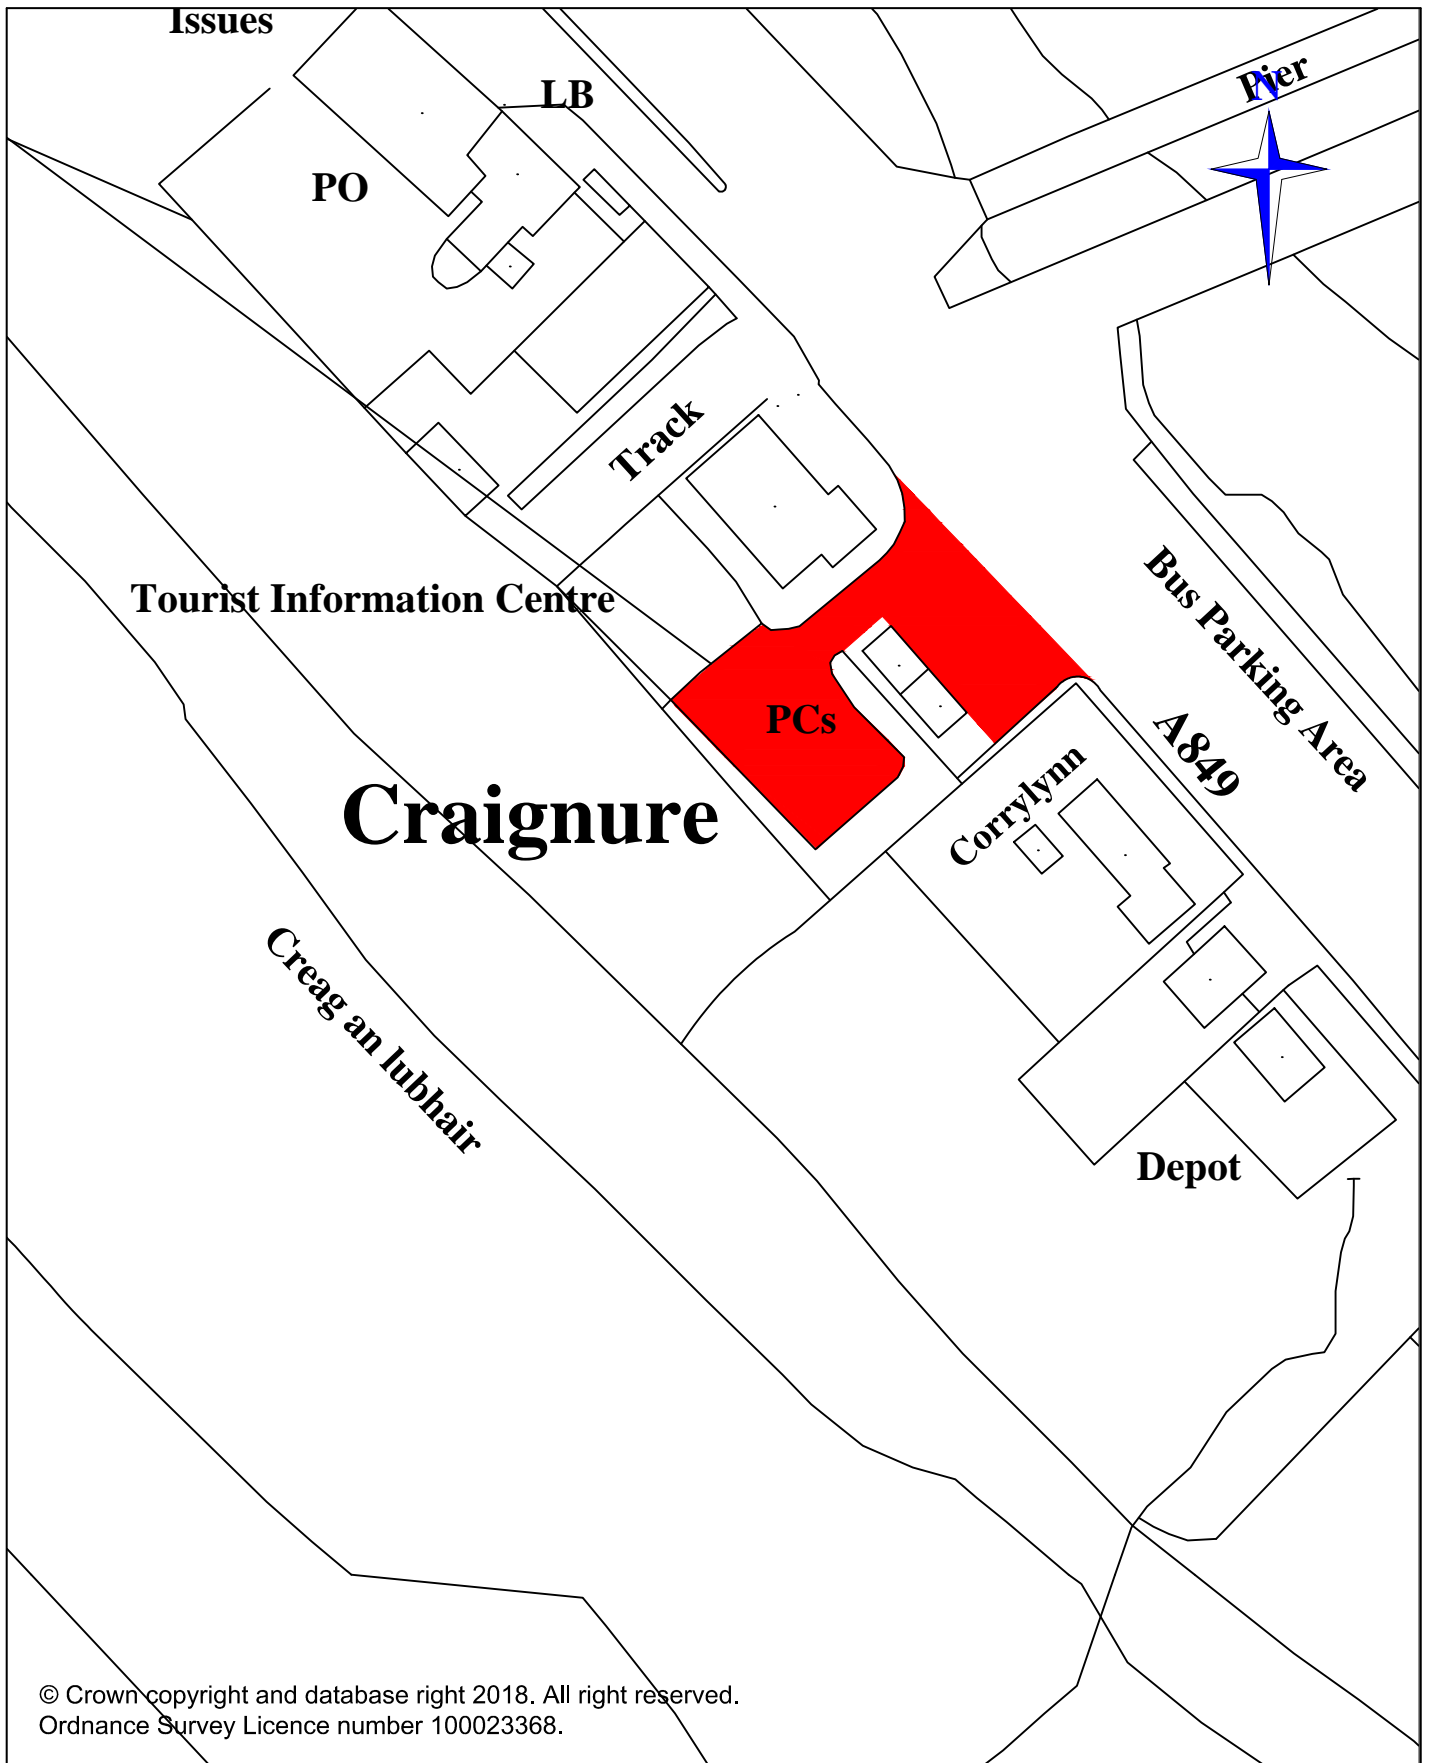 Issues
LB
Pier
N
PO
Track
Tourist Information Centre
Bus Parking Area
PCs
A849
Craignure
Corrylynn
Creag an Iubhair
Depot
© Crown copyright and database right 2018. All right reserved.
Ordnance Survey Licence number 100023368.